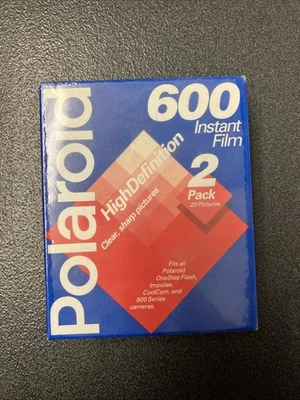 Polaroid
600
Instant
Film
HighDefinition
Clear, sharp pictures
2
Pack
20 Pictures
Fits all
Polaroid
OneStep Flash,
Impulse,
CoolCam, and
600 Series
cameras.